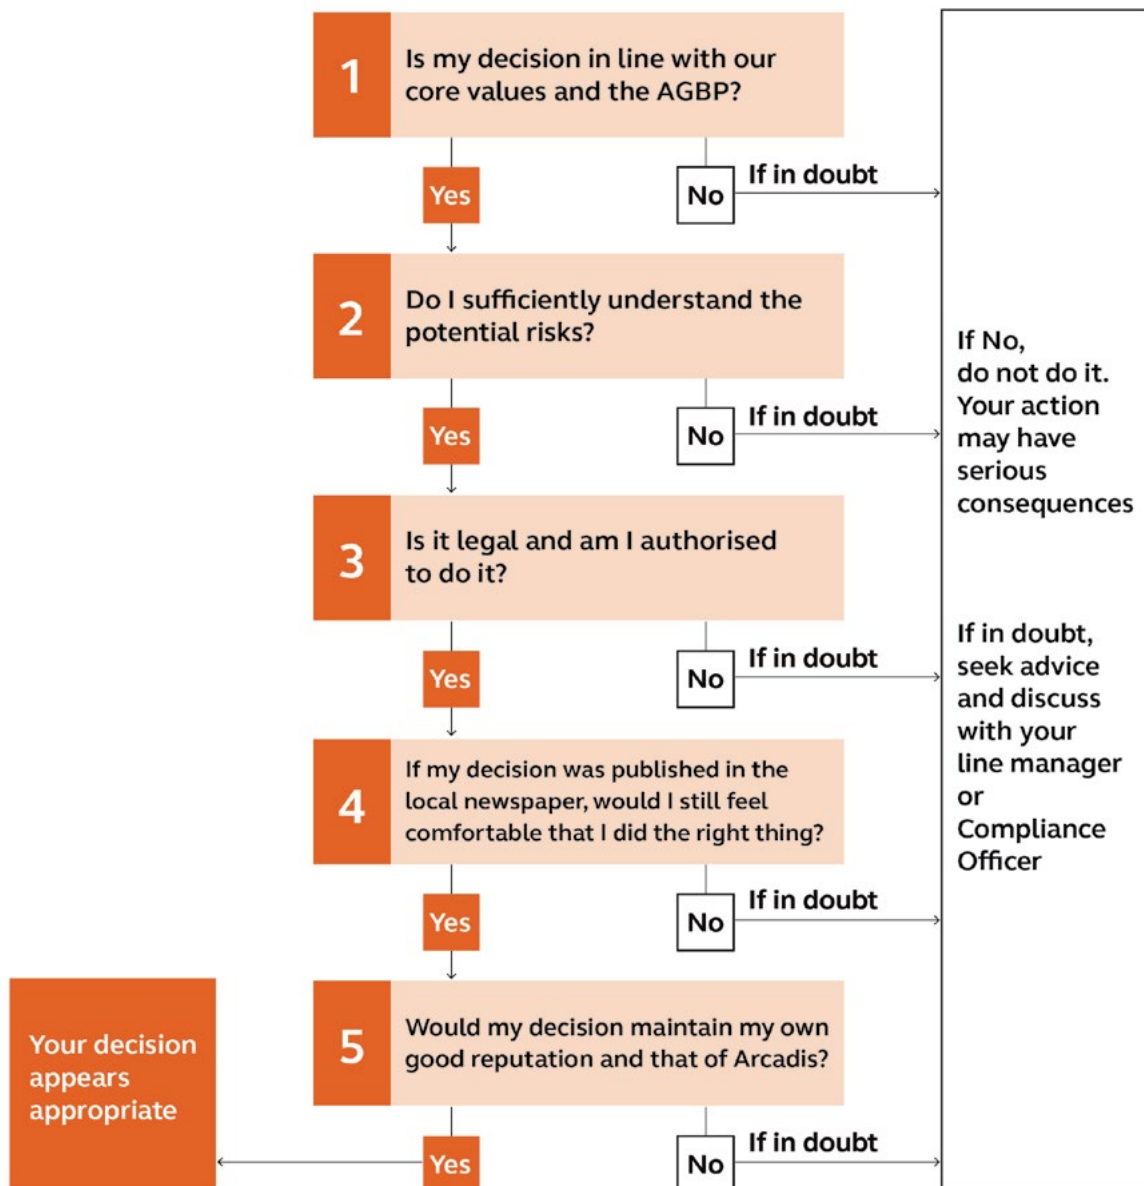 1
Is my decision in line with our
core values and the AGBP?
Yes
No
If in doubt
2
Do I sufficiently understand the
potential risks?
Yes
No
If in doubt
3
Is it legal and am I authorised
to do it?
Yes
No
If in doubt
4
If my decision was published in the
local newspaper, would I still feel
comfortable that I did the right thing?
Yes
No
If in doubt
5
Would my decision maintain my own
good reputation and that of Arcadis?
Yes
No
If in doubt
Your decision
appears
appropriate
If No,
do not do it.
Your action
may have
serious
consequences
If in doubt,
seek advice
and discuss
with your
line manager
or
Compliance
Officer